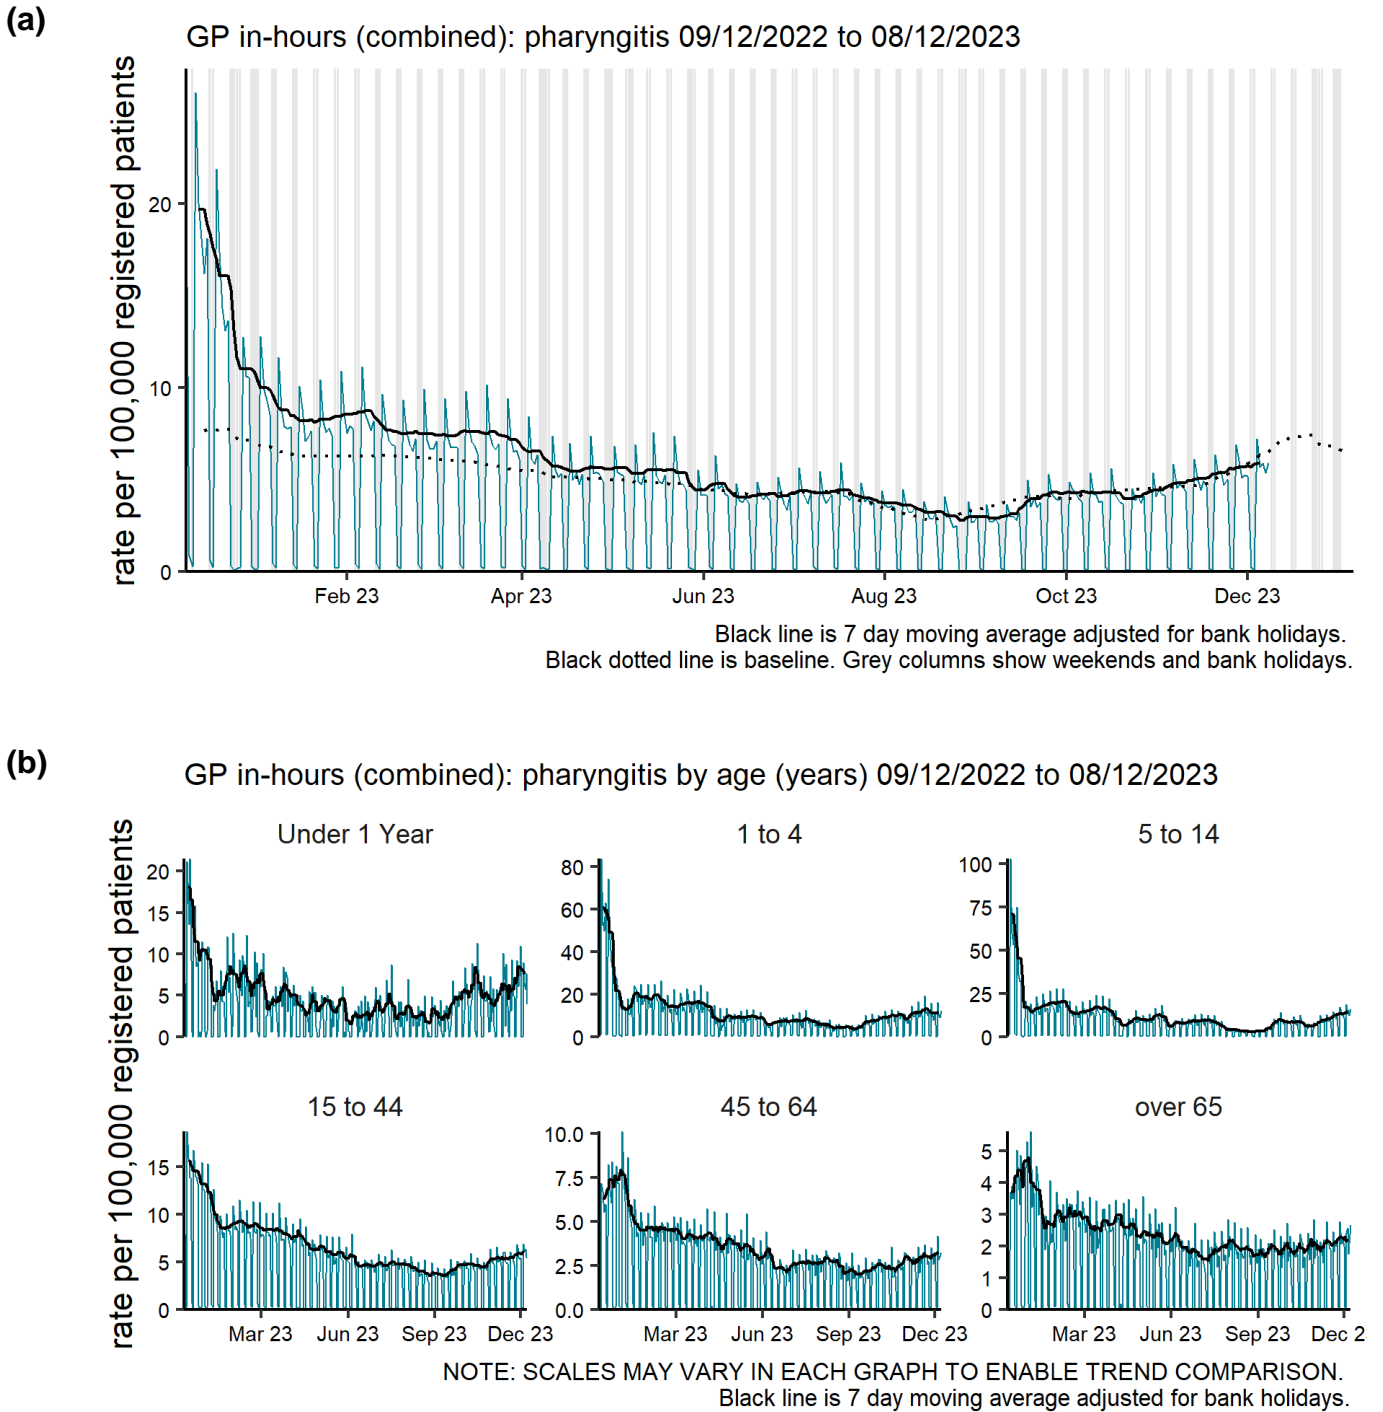 (a)
GP in-hours (combined): pharyngitis 09/12/2022 to 08/12/2023
rate per 100,000 registered patients
20
10
0
Feb 23 Apr 23 Jun 23 Aug 23 Oct 23 Dec 23
Black line is 7 day moving average adjusted for bank holidays.
Black dotted line is baseline. Grey columns show weekends and bank holidays.
(b)
GP in-hours (combined): pharyngitis by age (years) 09/12/2022 to 08/12/2023
rate per 100,000 registered patients
Under 1 Year
20
15
10
5
0
1 to 4
80
60
40
20
0
5 to 14
100
75
50
25
0
15 to 44
15
10
5
0
Mar 23 Jun 23 Sep 23 Dec 23
45 to 64
10.0
7.5
5.0
2.5
0.0
Mar 23 Jun 23 Sep 23 Dec 23
over 65
5
4
3
2
1
0
Mar 23 Jun 23 Sep 23 Dec 2
NOTE: SCALES MAY VARY IN EACH GRAPH TO ENABLE TREND COMPARISON.
Black line is 7 day moving average adjusted for bank holidays.